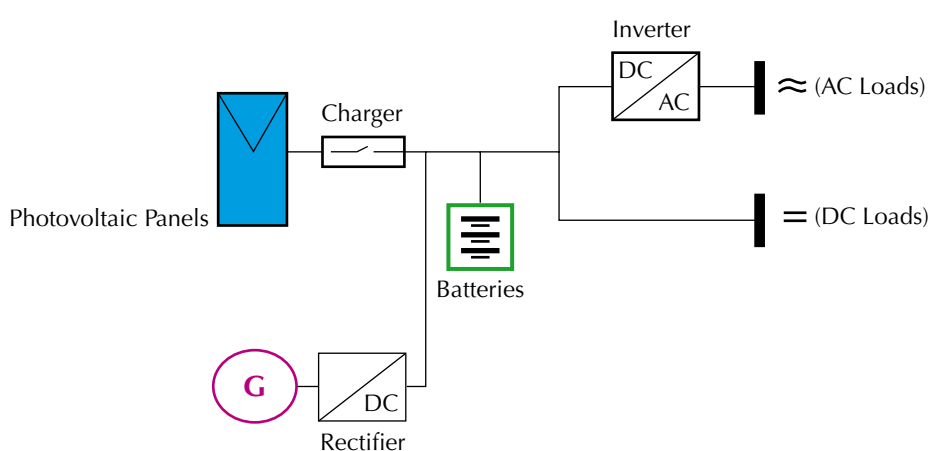 Inverter
DC
AC
(AC Loads)
Charger
Photovoltaic Panels
(DC Loads)
Batteries
G
DC
Rectifier